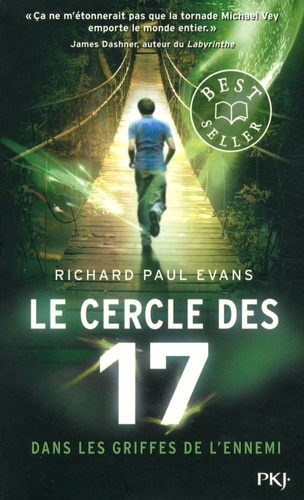 « Ça ne m'étonnerait pas que la tornade Michael Vey
emporte le monde entier. »
James Dashner, auteur du Labyrinthe
BEST
SELLER
RICHARD PAUL EVANS
LE CERCLE DES
17
DANS LES GRIFFES DE L'ENNEMI
PKJ·